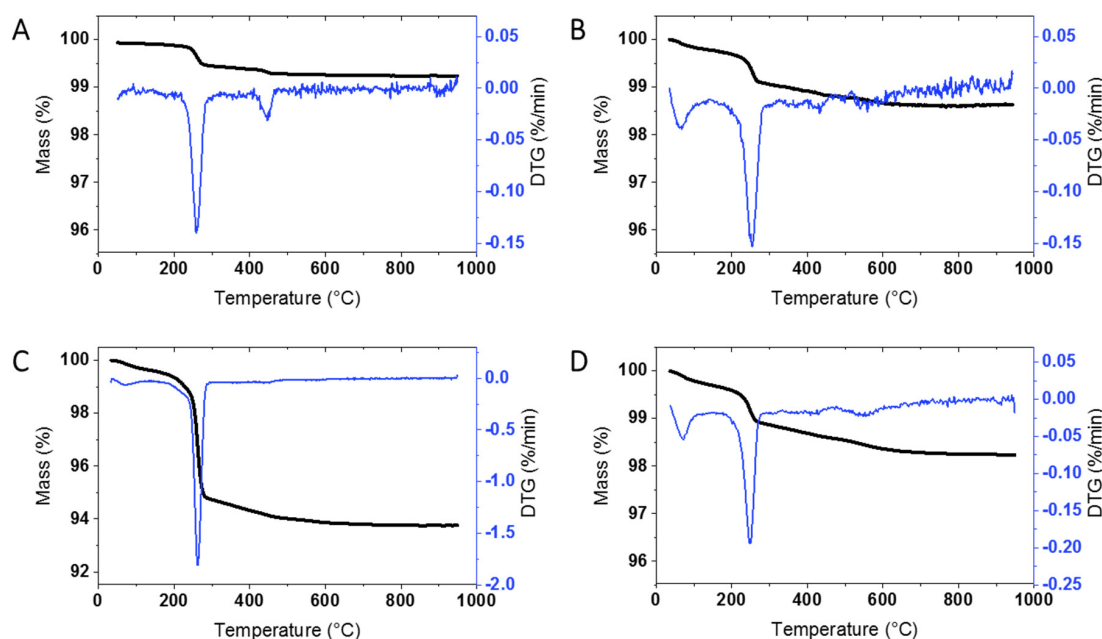 A
100
99
98
97
96
Mass (%)
0.05
0.00
-0.05
-0.10
-0.15
DTG (%/min)
0 200 400 600 800 1000
Temperature (°C)
B
100
99
98
97
96
Mass (%)
0.05
0.00
-0.05
-0.10
-0.15
DTG (%/min)
0 200 400 600 800 1000
Temperature (°C)
C
100
98
96
94
92
Mass (%)
0.0
-0.5
-1.0
-1.5
-2.0
DTG (%/min)
0 200 400 600 800 1000
Temperature (°C)
D
100
99
98
97
96
Mass (%)
0.05
0.00
-0.05
-0.10
-0.15
-0.20
-0.25
DTG (%/min)
0 200 400 600 800 1000
Temperature (°C)